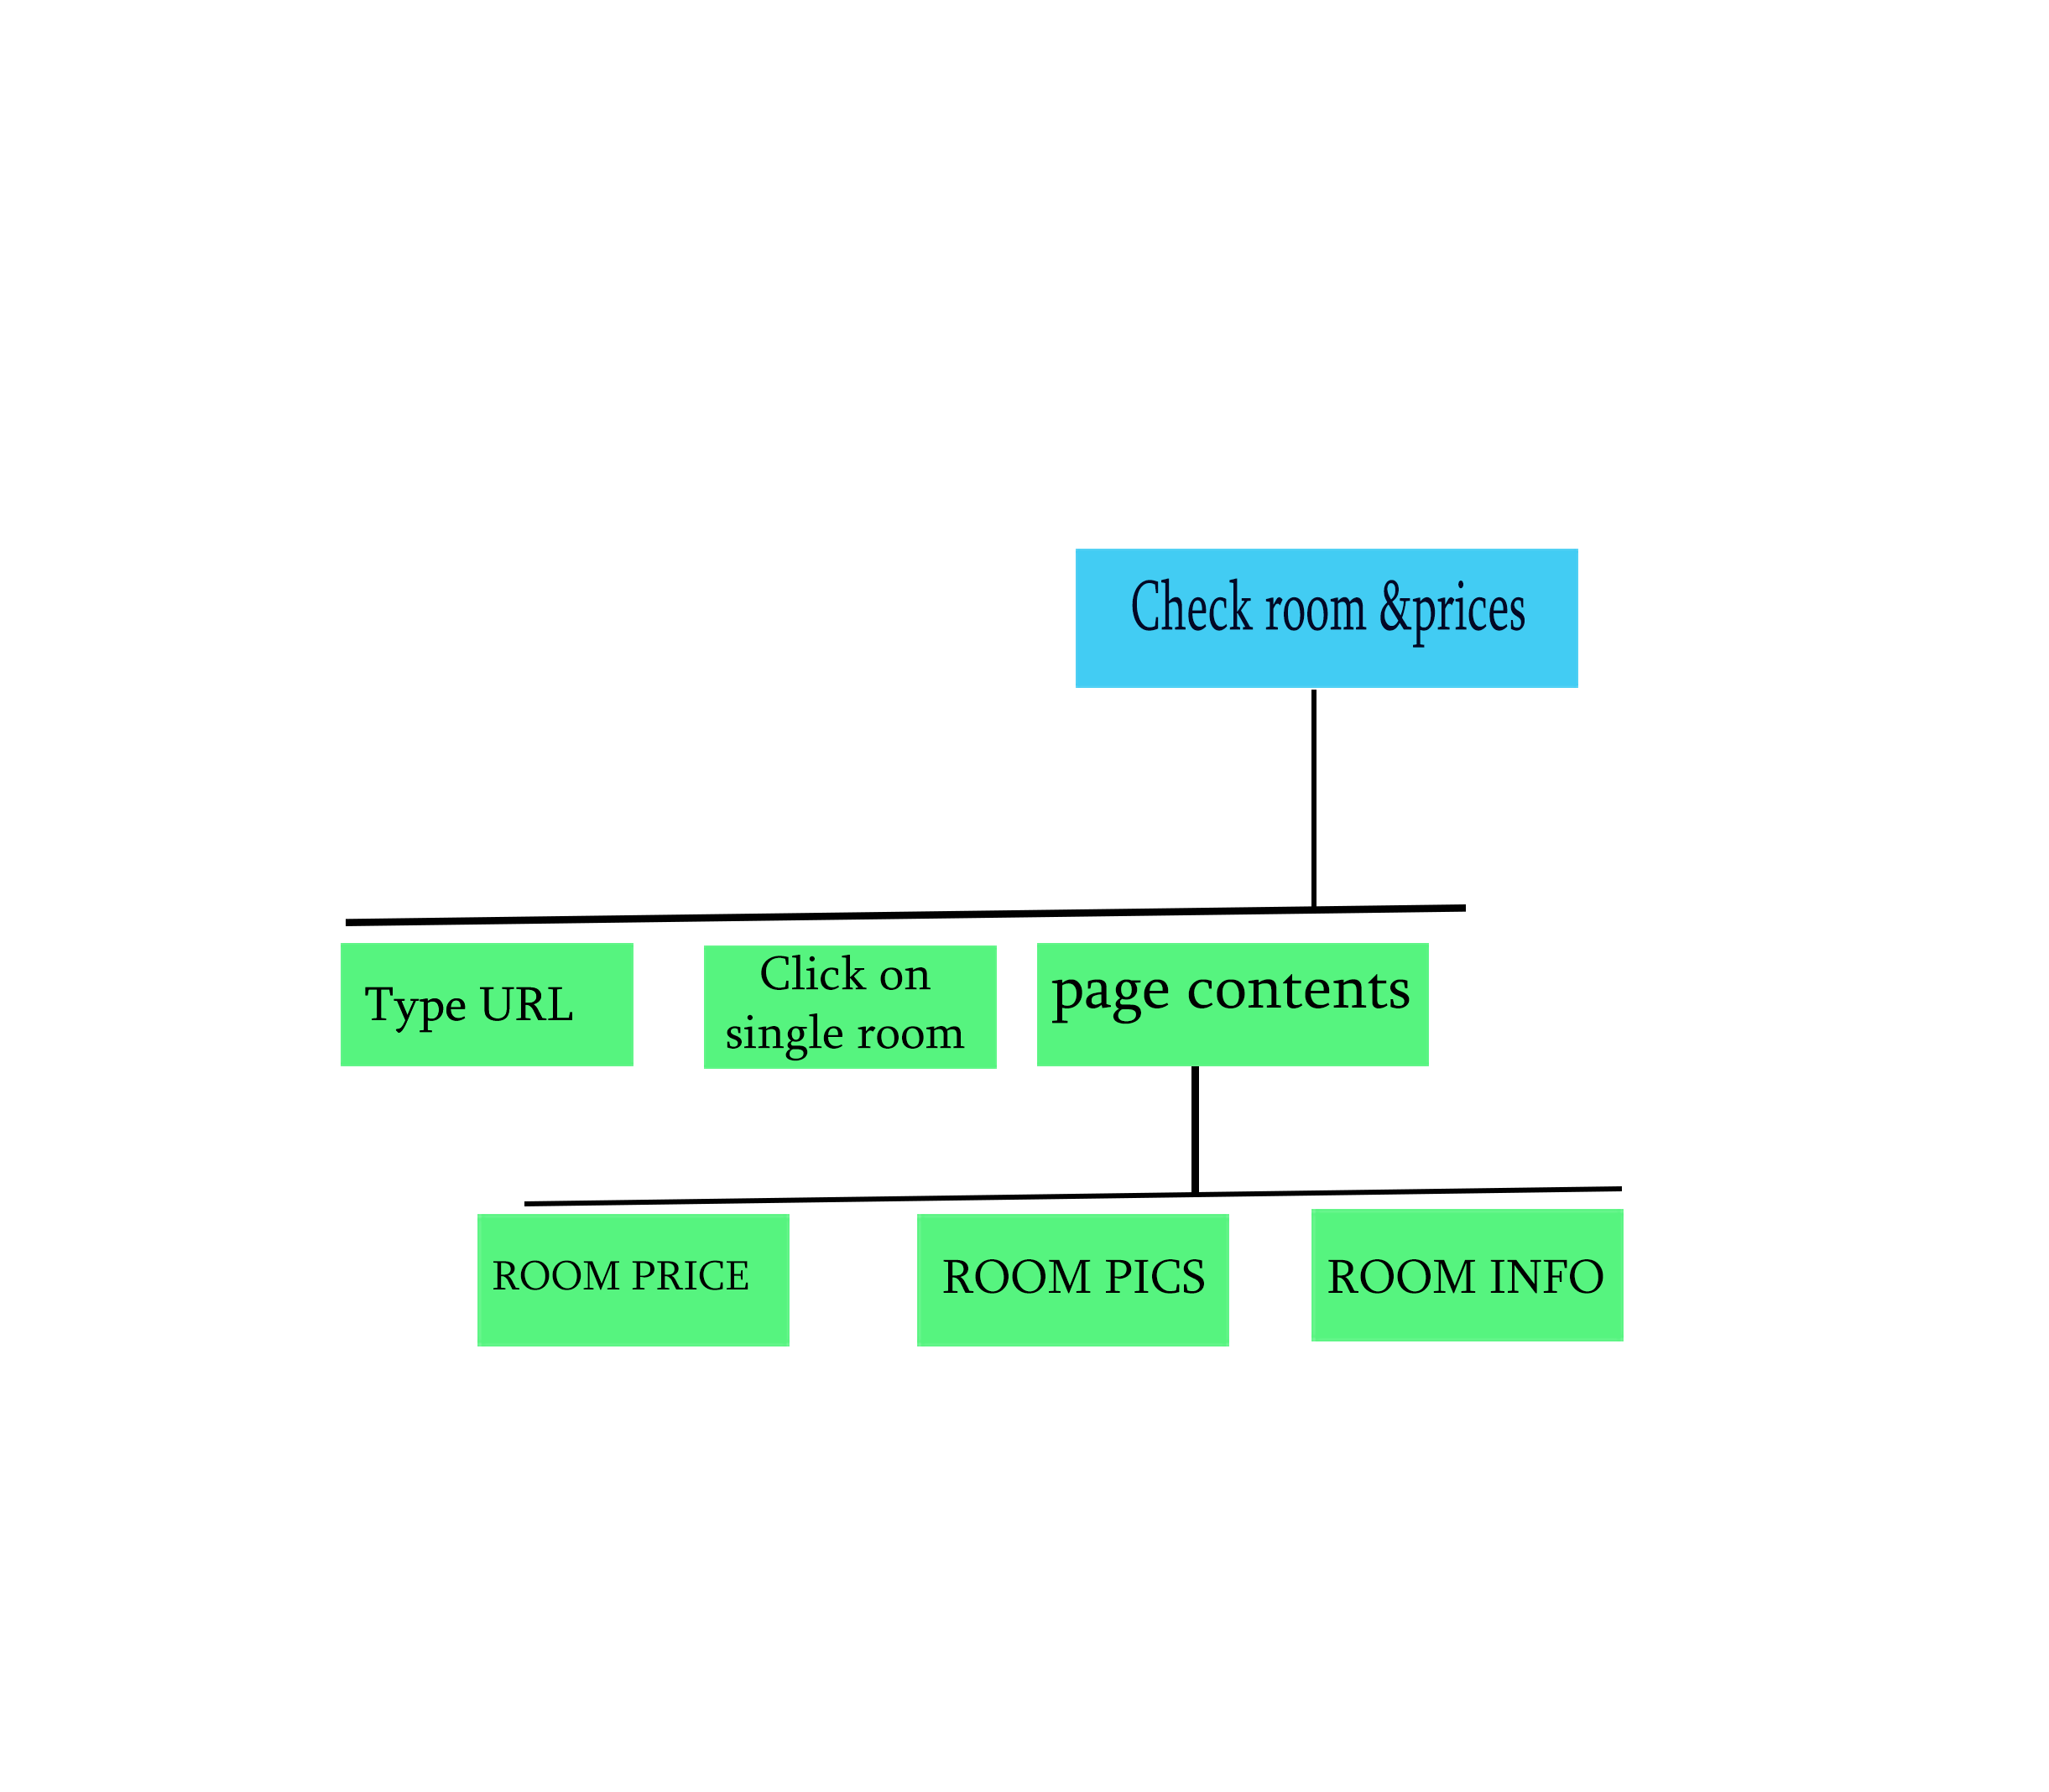 Check room &prices
Type URL
Click on
single room
page contents
ROOM PRICE
ROOM PICS
ROOM INFO